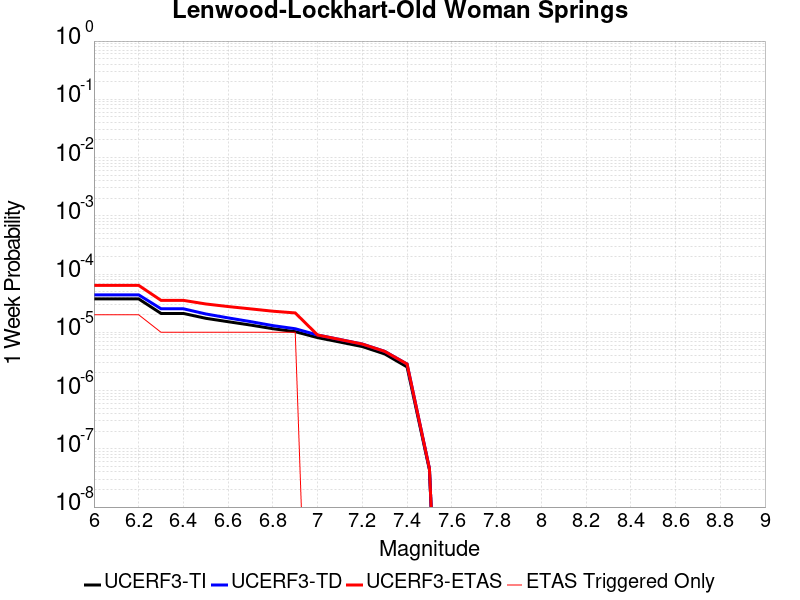 Lenwood-Lockhart-Old Woman Springs
1 Week Probability
10^0
10^-1
10^-2
10^-3
10^-4
10^-5
10^-6
10^-7
10^-8
6 6.2 6.4 6.6 6.8 7 7.2 7.4 7.6 7.8 8 8.2 8.4 8.6 8.8 9
Magnitude
UCERF3-TI UCERF3-TD UCERF3-ETAS ETAS Triggered Only